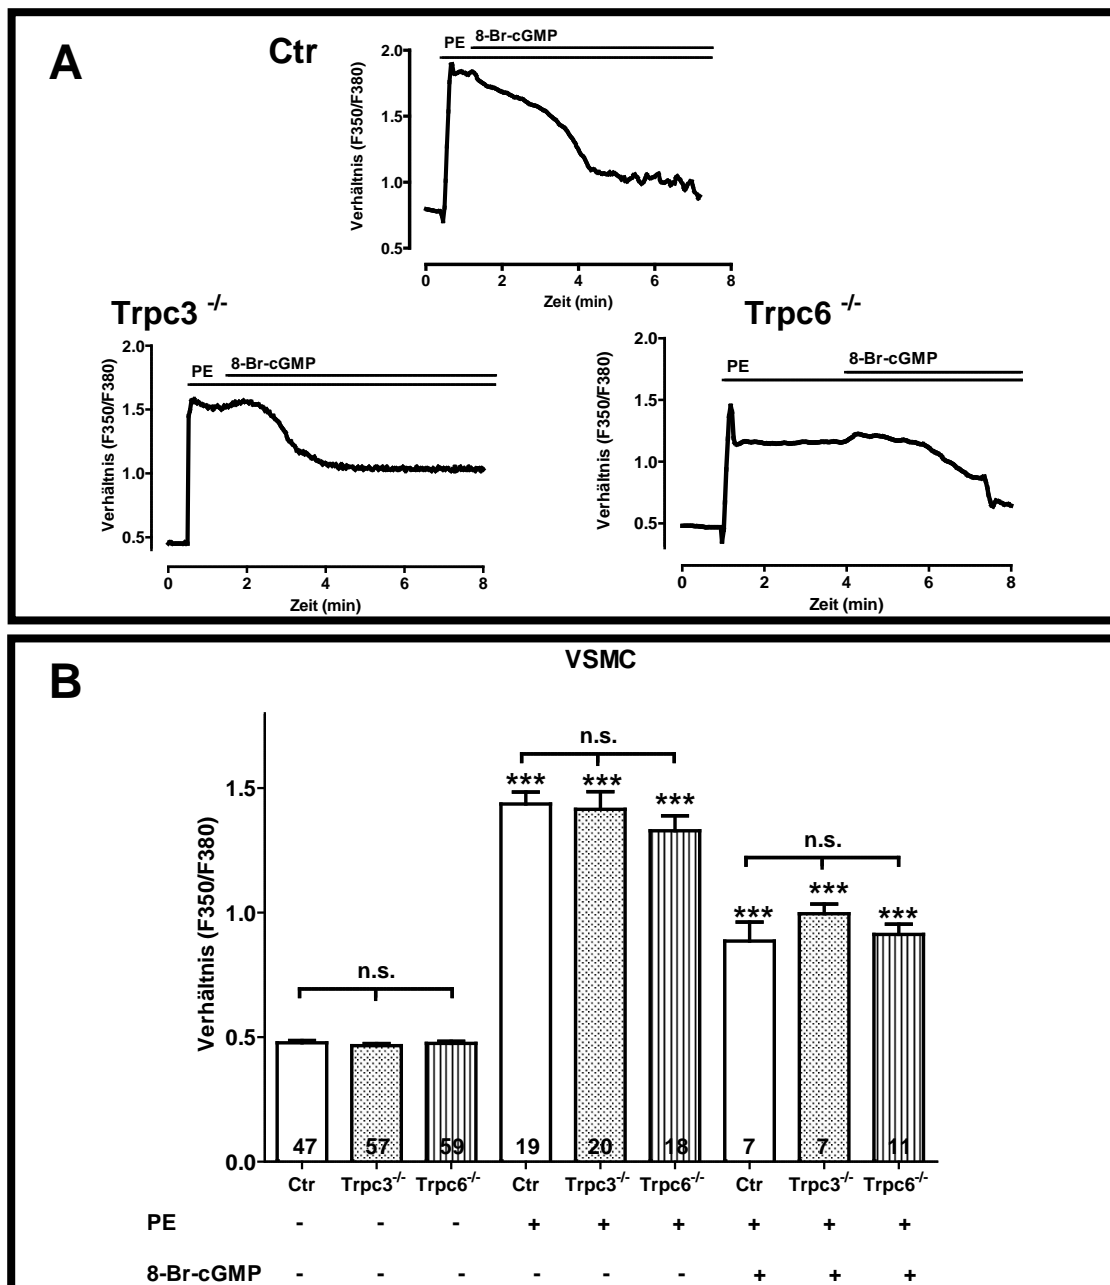 A
Ctr
PE
8-Br-cGMP
Verhältnis (F350/F380)
2.0
1.5
1.0
0.5
0 2 4 6 8
Zeit (min)
Trpc3 -/-
PE
8-Br-cGMP
Verhältnis (F350/F380)
2.0
1.5
1.0
0.5
0 2 4 6 8
Zeit (min)
Trpc6 -/-
PE
8-Br-cGMP
Verhältnis (F350/F380)
2.0
1.5
1.0
0.5
0 2 4 6 8
Zeit (min)
B
VSMC
Verhältnis (F350/F380)
1.5
1.0
0.5
0.0
n.s.
n.s.
*** *** ***
n.s.
*** *** ***
47 57 59 19 20 18 7 7 11
Ctr Trpc3-/- Trpc6-/- Ctr Trpc3-/- Trpc6-/- Ctr Trpc3-/- Trpc6-/-
PE - - - + + + + + +
8-Br-cGMP - - - - - - + + +